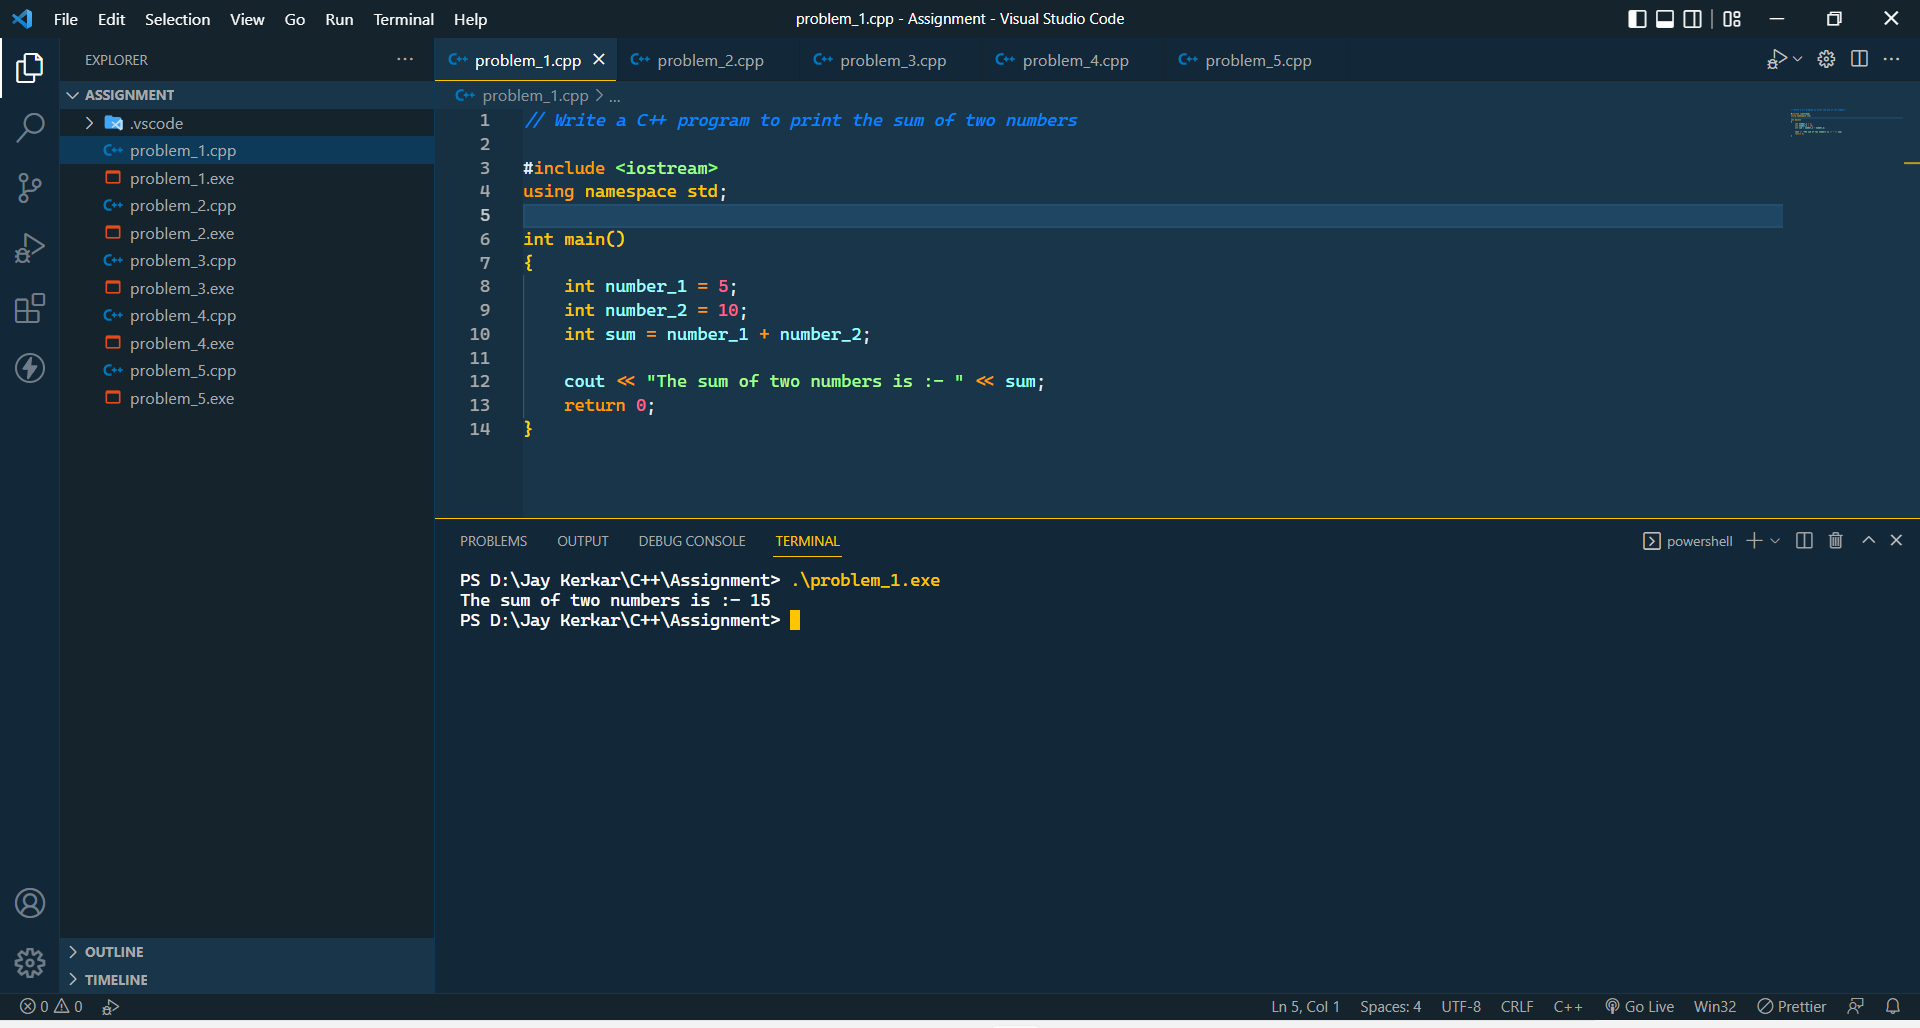 File Edit Selection View Go Run Terminal Help
problem_1.cpp - Assignment - Visual Studio Code
EXPLORER
ASSIGNMENT
.vscode
problem_1.cpp
problem_1.exe
problem_2.cpp
problem_2.exe
problem_3.cpp
problem_3.exe
problem_4.cpp
problem_4.exe
problem_5.cpp
problem_5.exe
OUTLINE
TIMELINE
C++ problem_1.cpp C++ problem_2.cpp C++ problem_3.cpp C++ problem_4.cpp C++ problem_5.cpp
C++ problem_1.cpp > ...
1 // Write a C++ program to print the sum of two numbers
2
3 #include <iostream>
4 using namespace std;
5
6 int main()
7 {
8 int number_1 = 5;
9 int number_2 = 10;
10 int sum = number_1 + number_2;
11
12 cout << "The sum of two numbers is :- " << sum;
13 return 0;
14 }
PROBLEMS OUTPUT DEBUG CONSOLE TERMINAL
powershell
PS D:\Jay Kerkar\C++\Assignment> .\problem_1.exe
The sum of two numbers is :- 15
PS D:\Jay Kerkar\C++\Assignment>
0 0
Ln 5, Col 1 Spaces: 4 UTF-8 CRLF C++ Go Live Win32 Prettier